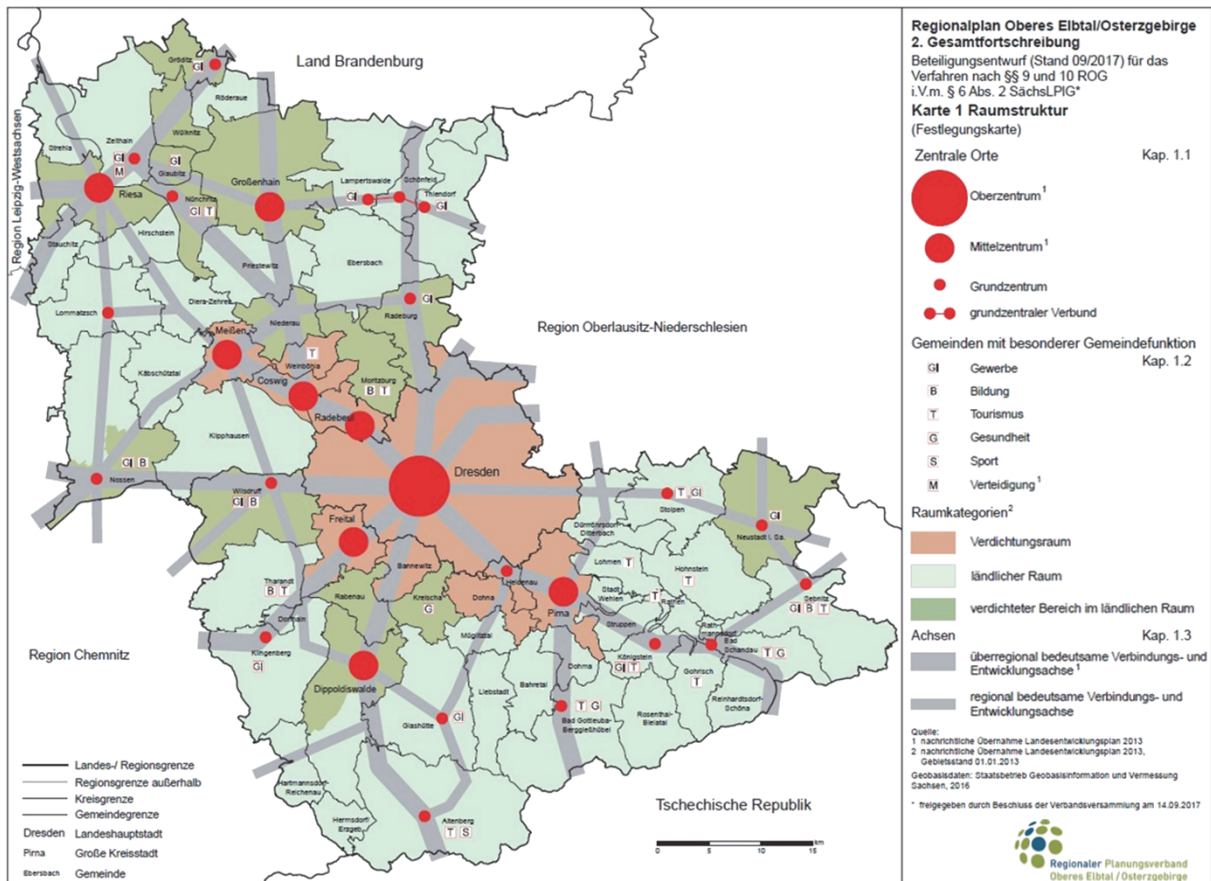 Land Brandenburg
Region Leipzig-Westsachsen
Gröditz
GI
Röderaue
Wülknitz
Zeithain
Strehla
GI
M
GI
Glaubitz
Großenhain
Lampertswalde
Schönfeld
Thiendorf
GI
GI
Riesa
Nünchritz
GI T
Stauchitz
Hirschstein
Priestewitz
Ebersbach
Diera-Zehren
Lommatzsch
Niederau
Radeburg
GI
Region Oberlausitz-Niederschlesien
Meißen
T
Weinböhla
Käbschütztal
Coswig
Moritzburg
B T
Radebeul
Klipphausen
Dresden
GI B
Nossen
Wilsdruff
GI B
T GI
Stolpen
GI
Neustadt i. Sa.
Freital
Dürrröhrsdorf-
Dittersbach
Bannewitz
Lohmen T
Hohnstein
T
Tharandt
B T
Heidenau
Stadt
Wehlen
T
Rathen
Sebnitz
GI B T
Rabenau
Kreischa
G
Dohna
Pirna
Struppen
Rath-
mannsdorf
Bad
Schandau
T G
Dorfhain
Müglitztal
Klingenberg
GI
Königstein
GI T
Gohrisch
T
Region Chemnitz
Dohma
Dippoldiswalde
Liebstadt
Bahretal
Reinhardtsdorf-
Schöna
Glashütte
GI
T G
Bad Gottleuba-
Berggießhübel
Rosenthal-
Bielatal
Hartmannsdorf-
Reichenau
Hermsdorf/
Erzgeb.
Altenberg
T S
Tschechische Republik
Landes-/ Regionsgrenze
Regionsgrenze außerhalb
Kreisgrenze
Gemeindegrenze
Dresden Landeshauptstadt
Pirna Große Kreisstadt
Ebersbach Gemeinde
0 5 10 15 km
Regionalplan Oberes Elbtal/Osterzgebirge
2. Gesamtfortschreibung
Beteiligungsentwurf (Stand 09/2017) für das
Verfahren nach §§ 9 und 10 ROG
i.V.m. § 6 Abs. 2 SächsLPlG*
Karte 1 Raumstruktur
(Festlegungskarte)
Zentrale Orte Kap. 1.1
Oberzentrum1
Mittelzentrum1
Grundzentrum
grundzentraler Verbund
Gemeinden mit besonderer Gemeindefunktion
Kap. 1.2
GI Gewerbe
B Bildung
T Tourismus
G Gesundheit
S Sport
M Verteidigung1
Raumkategorien2
Verdichtungsraum
ländlicher Raum
verdichteter Bereich im ländlichen Raum
Achsen Kap. 1.3
überregional bedeutsame Verbindungs- und
Entwicklungsachse1
regional bedeutsame Verbindungs- und
Entwicklungsachse
Quelle:
1 nachrichtliche Übernahme Landesentwicklungsplan 2013
2 nachrichtliche Übernahme Landesentwicklungsplan 2013,
Gebietsstand 01.01.2013
Geobasisdaten: Staatsbetrieb Geobasisinformation und Vermessung
Sachsen, 2016
* freigegeben durch Beschluss der Verbandsversammlung am 14.09.2017
Regionaler Planungsverband
Oberes Elbtal / Osterzgebirge